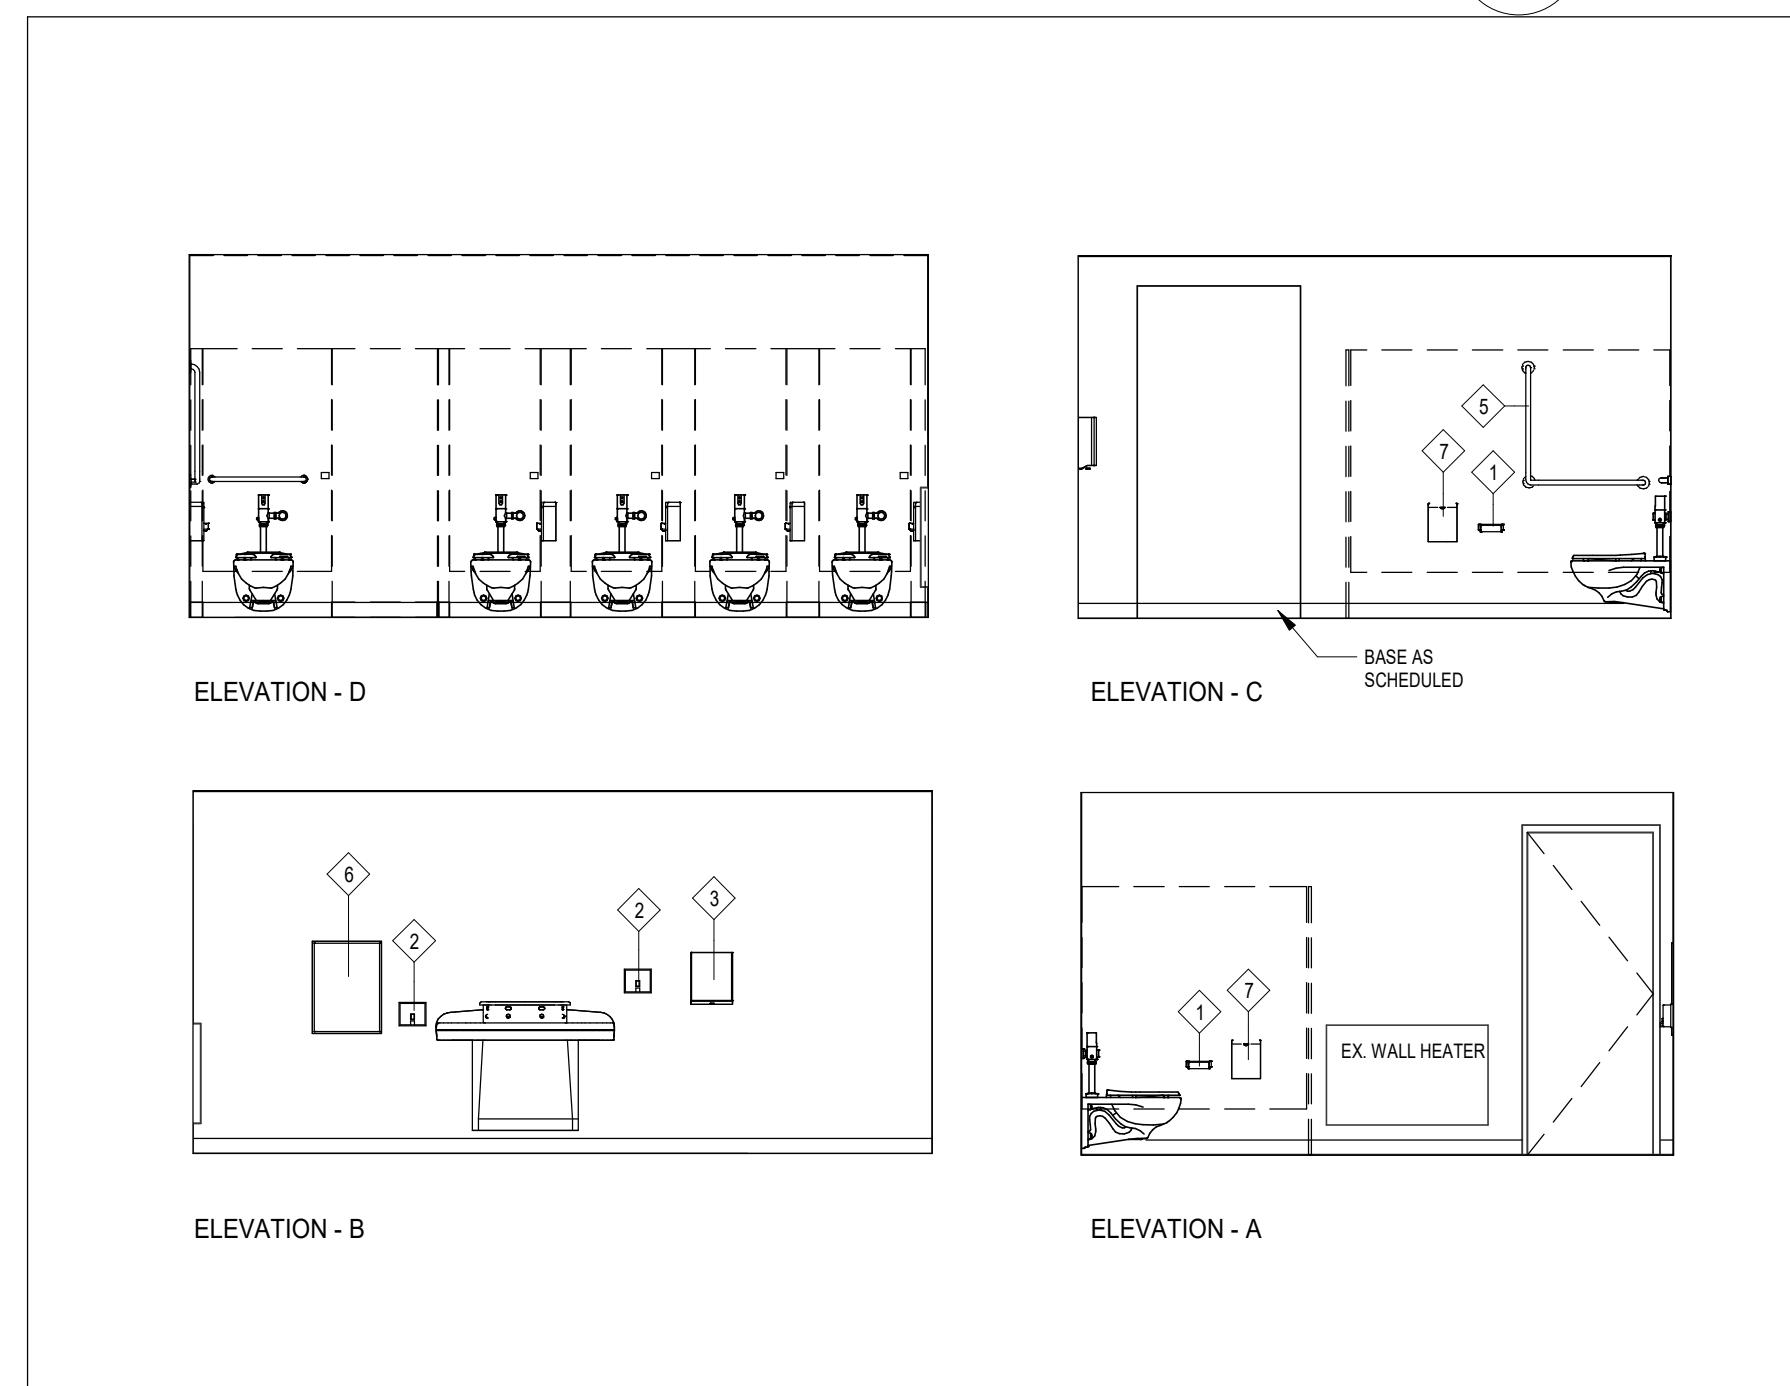 5
7
1
BASE AS
SCHEDULED
ELEVATION - D
ELEVATION - C
6
2
2
3
1
7
EX. WALL HEATER
ELEVATION - B
ELEVATION - A